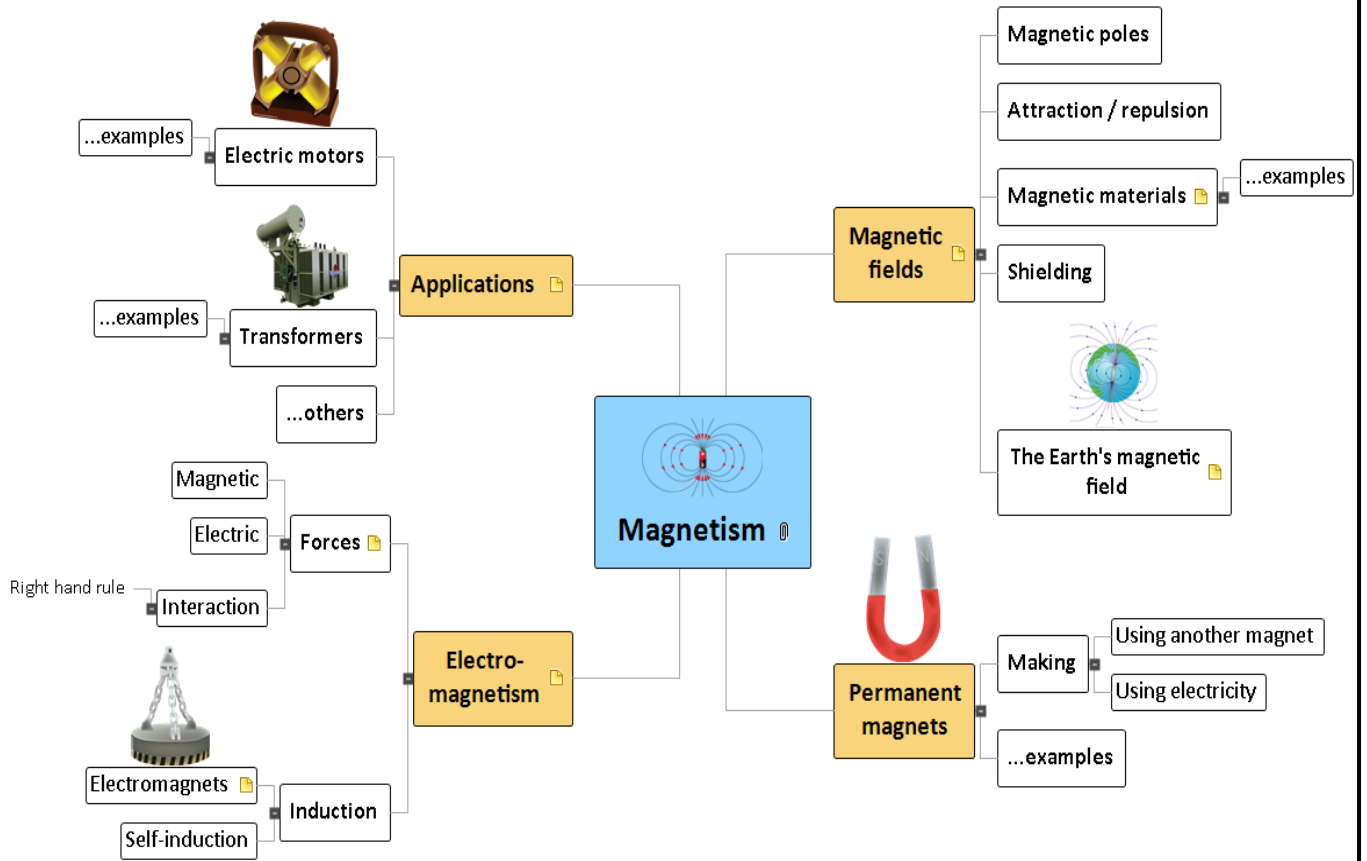 Magnetism
Magnetic
fields
Magnetic poles
Attraction / repulsion
Magnetic materials
...examples
Shielding
The Earth's magnetic
field
S N
Permanent
magnets
Making
Using another magnet
Using electricity
...examples
Applications
Electric motors
...examples
Transformers
...examples
...others
Electro-
magnetism
Forces
Magnetic
Electric
Interaction
Right hand rule
Induction
Electromagnets
Self-induction